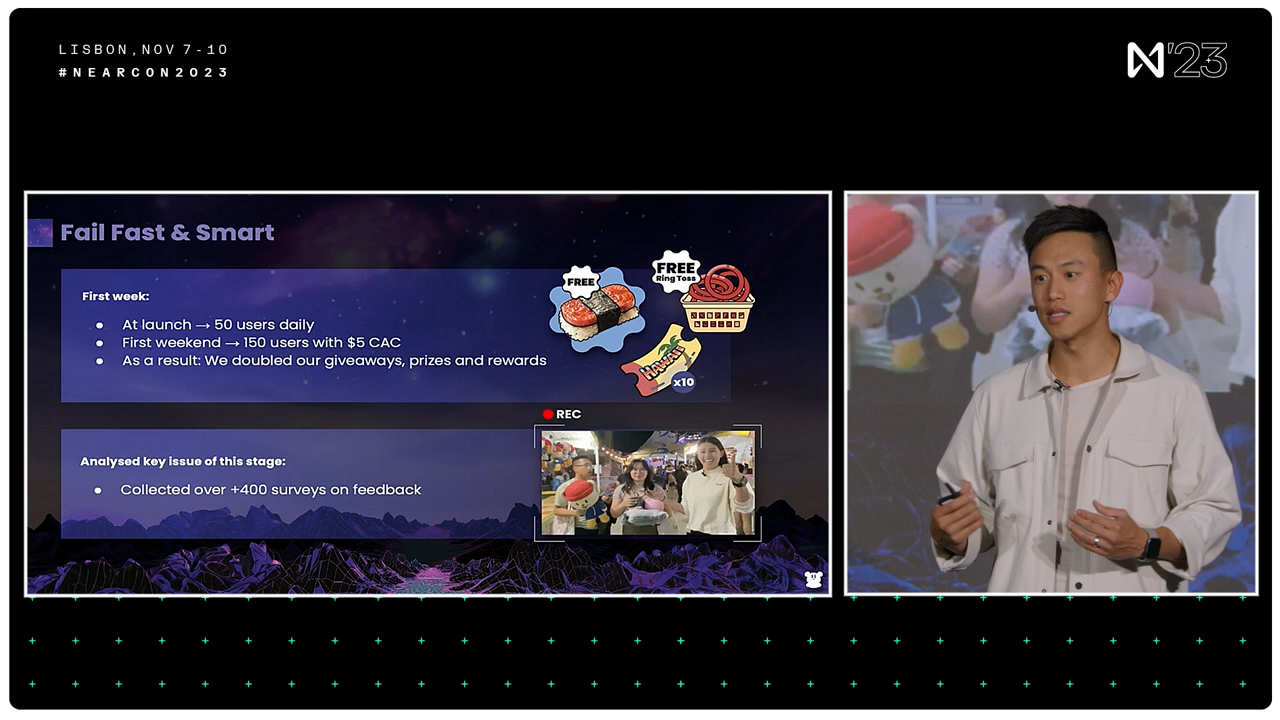 LISBON, NOV 7-10
#NEARCON2023
N'23
Fail Fast & Smart
First week:
● At launch → 50 users daily
● First weekend → 150 users with $5 CAC
● As a result: We doubled our giveaways, prizes and rewards
FREE
FREE
Ring Toss
HAWAII
x10
REC
Analysed key issue of this stage:
● Collected over +400 surveys on feedback